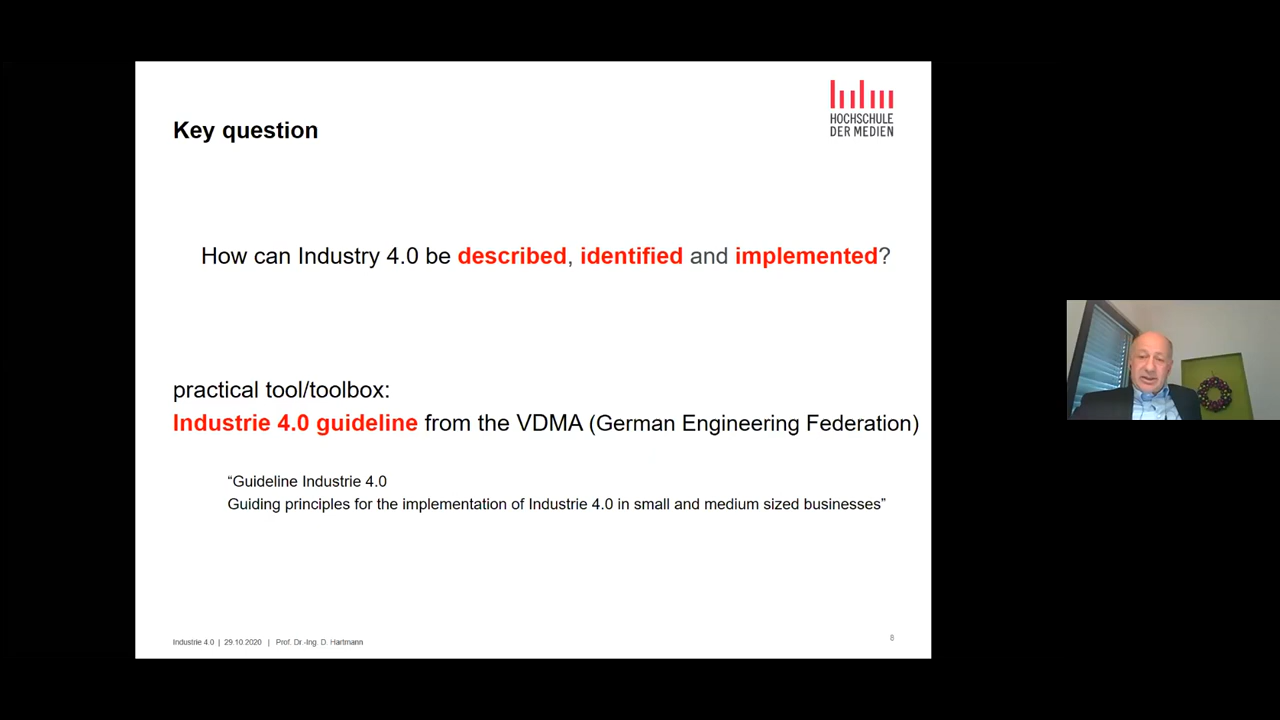 HOCHSCHULE
DER MEDIEN
Key question
How can Industry 4.0 be described, identified and implemented?
practical tool/toolbox:
Industrie 4.0 guideline from the VDMA (German Engineering Federation)
“Guideline Industrie 4.0
Guiding principles for the implementation of Industrie 4.0 in small and medium sized businesses”
Industrie 4.0 | 29.10.2020 | Prof. Dr.-Ing. D. Hartmann
8